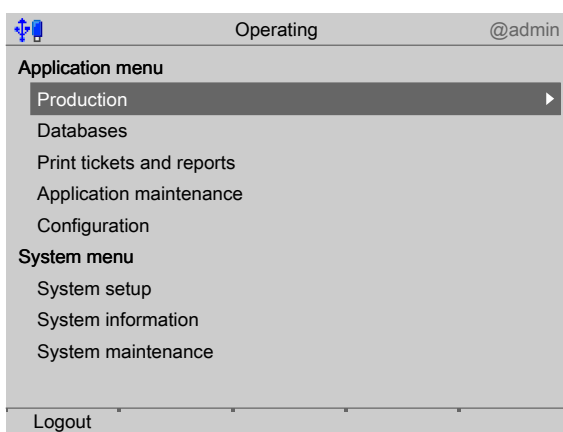 Operating @admin
Application menu
Production
Databases
Print tickets and reports
Application maintenance
Configuration
System menu
System setup
System information
System maintenance
Logout